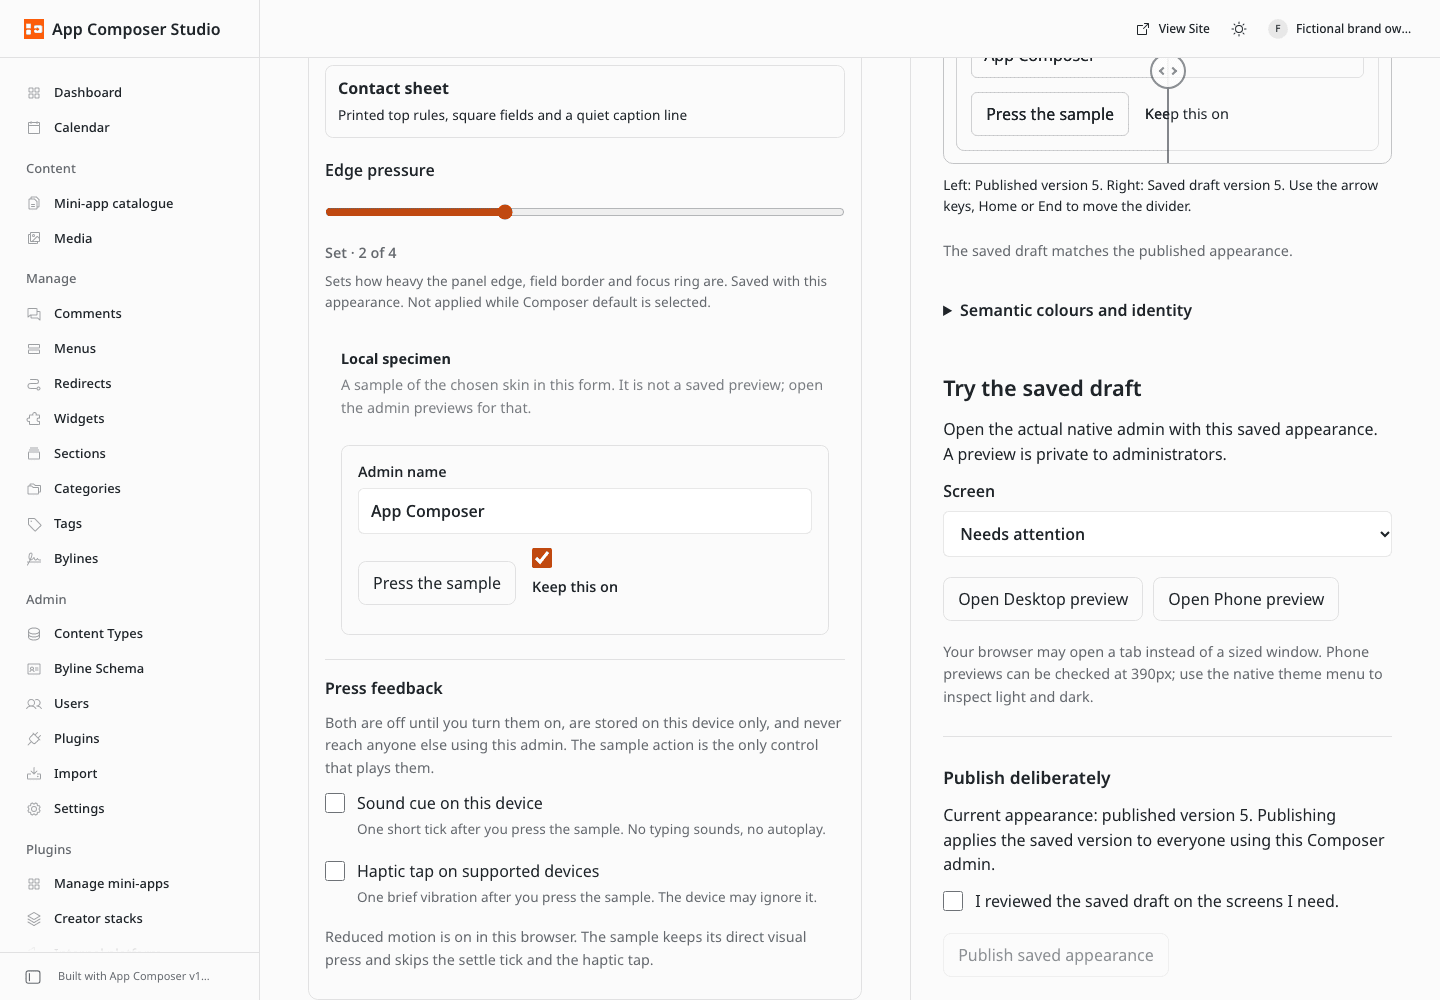 App Composer Studio
View Site
F
Fictional brand ow...
Dashboard
Calendar
Content
Mini-app catalogue
Media
Manage
Comments
Menus
Redirects
Widgets
Sections
Categories
Tags
Bylines
Admin
Content Types
Byline Schema
Users
Plugins
Import
Settings
Plugins
Manage mini-apps
Creator stacks
Built with App Composer v1...
Contact sheet
Printed top rules, square fields and a quiet caption line
Edge pressure
Set · 2 of 4
Sets how heavy the panel edge, field border and focus ring are. Saved with this
appearance. Not applied while Composer default is selected.
Local specimen
A sample of the chosen skin in this form. It is not a saved preview; open
the admin previews for that.
Admin name
App Composer
Press the sample
Keep this on
Press feedback
Both are off until you turn them on, are stored on this device only, and never
reach anyone else using this admin. The sample action is the only control
that plays them.
Sound cue on this device
One short tick after you press the sample. No typing sounds, no autoplay.
Haptic tap on supported devices
One brief vibration after you press the sample. The device may ignore it.
Reduced motion is on in this browser. The sample keeps its direct visual
press and skips the settle tick and the haptic tap.
App Composer
Press the sample
Keep this on
Left: Published version 5. Right: Saved draft version 5. Use the arrow
keys, Home or End to move the divider.
The saved draft matches the published appearance.
Semantic colours and identity
Try the saved draft
Open the actual native admin with this saved appearance.
A preview is private to administrators.
Screen
Needs attention
Open Desktop preview
Open Phone preview
Your browser may open a tab instead of a sized window. Phone
previews can be checked at 390px; use the native theme menu to
inspect light and dark.
Publish deliberately
Current appearance: published version 5. Publishing
applies the saved version to everyone using this Composer
admin.
I reviewed the saved draft on the screens I need.
Publish saved appearance